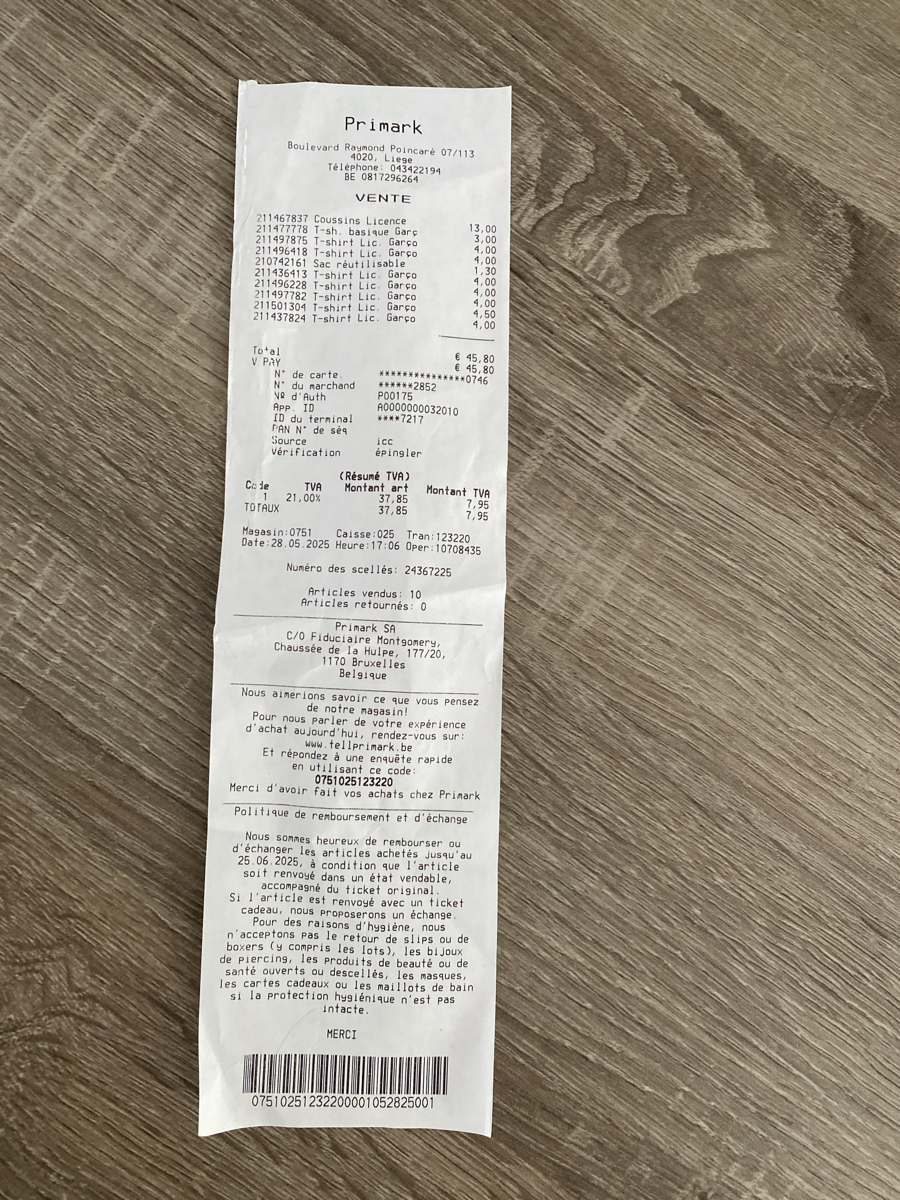 Primark
Boulevard Raymond Poincaré 07/113
4020, Liege
Téléphone: 043422194
BE 0817296264
VENTE
211467837 Coussins Licence 13,00
211477778 T-sh. basique Garç 3,00
211497875 T-shirt Lic. Garço 4,00
211496418 T-shirt Lic. Garço 4,00
210742161 Sac réutilisable 1,30
211436413 T-shirt Lic. Garço 4,00
211496228 T-shirt Lic. Garço 4,00
211497782 T-shirt Lic. Garço 4,00
211501304 T-shirt Lic. Garço 4,50
211437824 T-shirt Lic. Garço 4,00
Total € 45,80
V PAY € 45,80
N° de carte. ***************0746
N° du marchand ******2852
Nº d'Auth P00175
App. ID A0000000032010
ID du terminal ****7217
PAN N° de séq
Source icc
Vérification épingler
(Résumé TVA)
Code TVA Montant art Montant TVA
1 21,00% 37,85 7,95
TOTAUX 37,85 7,95
Magasin:0751 Caisse:025 Tran:123220
Date:28.05.2025 Heure:17:06 Oper:10708435
Numéro des scellés: 24367225
Articles vendus: 10
Articles retournés: 0
Primark SA
C/O Fiduciaire Montgomery,
Chaussée de la Hulpe, 177/20,
1170 Bruxelles
Belgique
Nous aimerions savoir ce que vous pensez
de notre magasin!
Pour nous parler de votre expérience
d'achat aujourd'hui, rendez-vous sur:
www.tellprimark.be
Et répondez à une enquête rapide
en utilisant ce code:
0751025123220
Merci d'avoir fait vos achats chez Primark
Politique de remboursement et d'échange
Nous sommes heureux de rembourser ou
d'échanger les articles achetés jusqu'au
25.06.2025, à condition que l'article
soit renvoyé dans un état vendable,
accompagné du ticket original.
Si l'article est renvoyé avec un ticket
cadeau, nous proposerons un échange.
Pour des raisons d'hygiène, nous
n'acceptons pas le retour de slips ou de
boxers (y compris les lots), les bijoux
de piercing, les produits de beauté ou de
santé ouverts ou descellés, les masques,
les cartes cadeaux ou les maillots de bain
si la protection hygiénique n'est pas
intacte.
MERCI
07510251232200001052825001